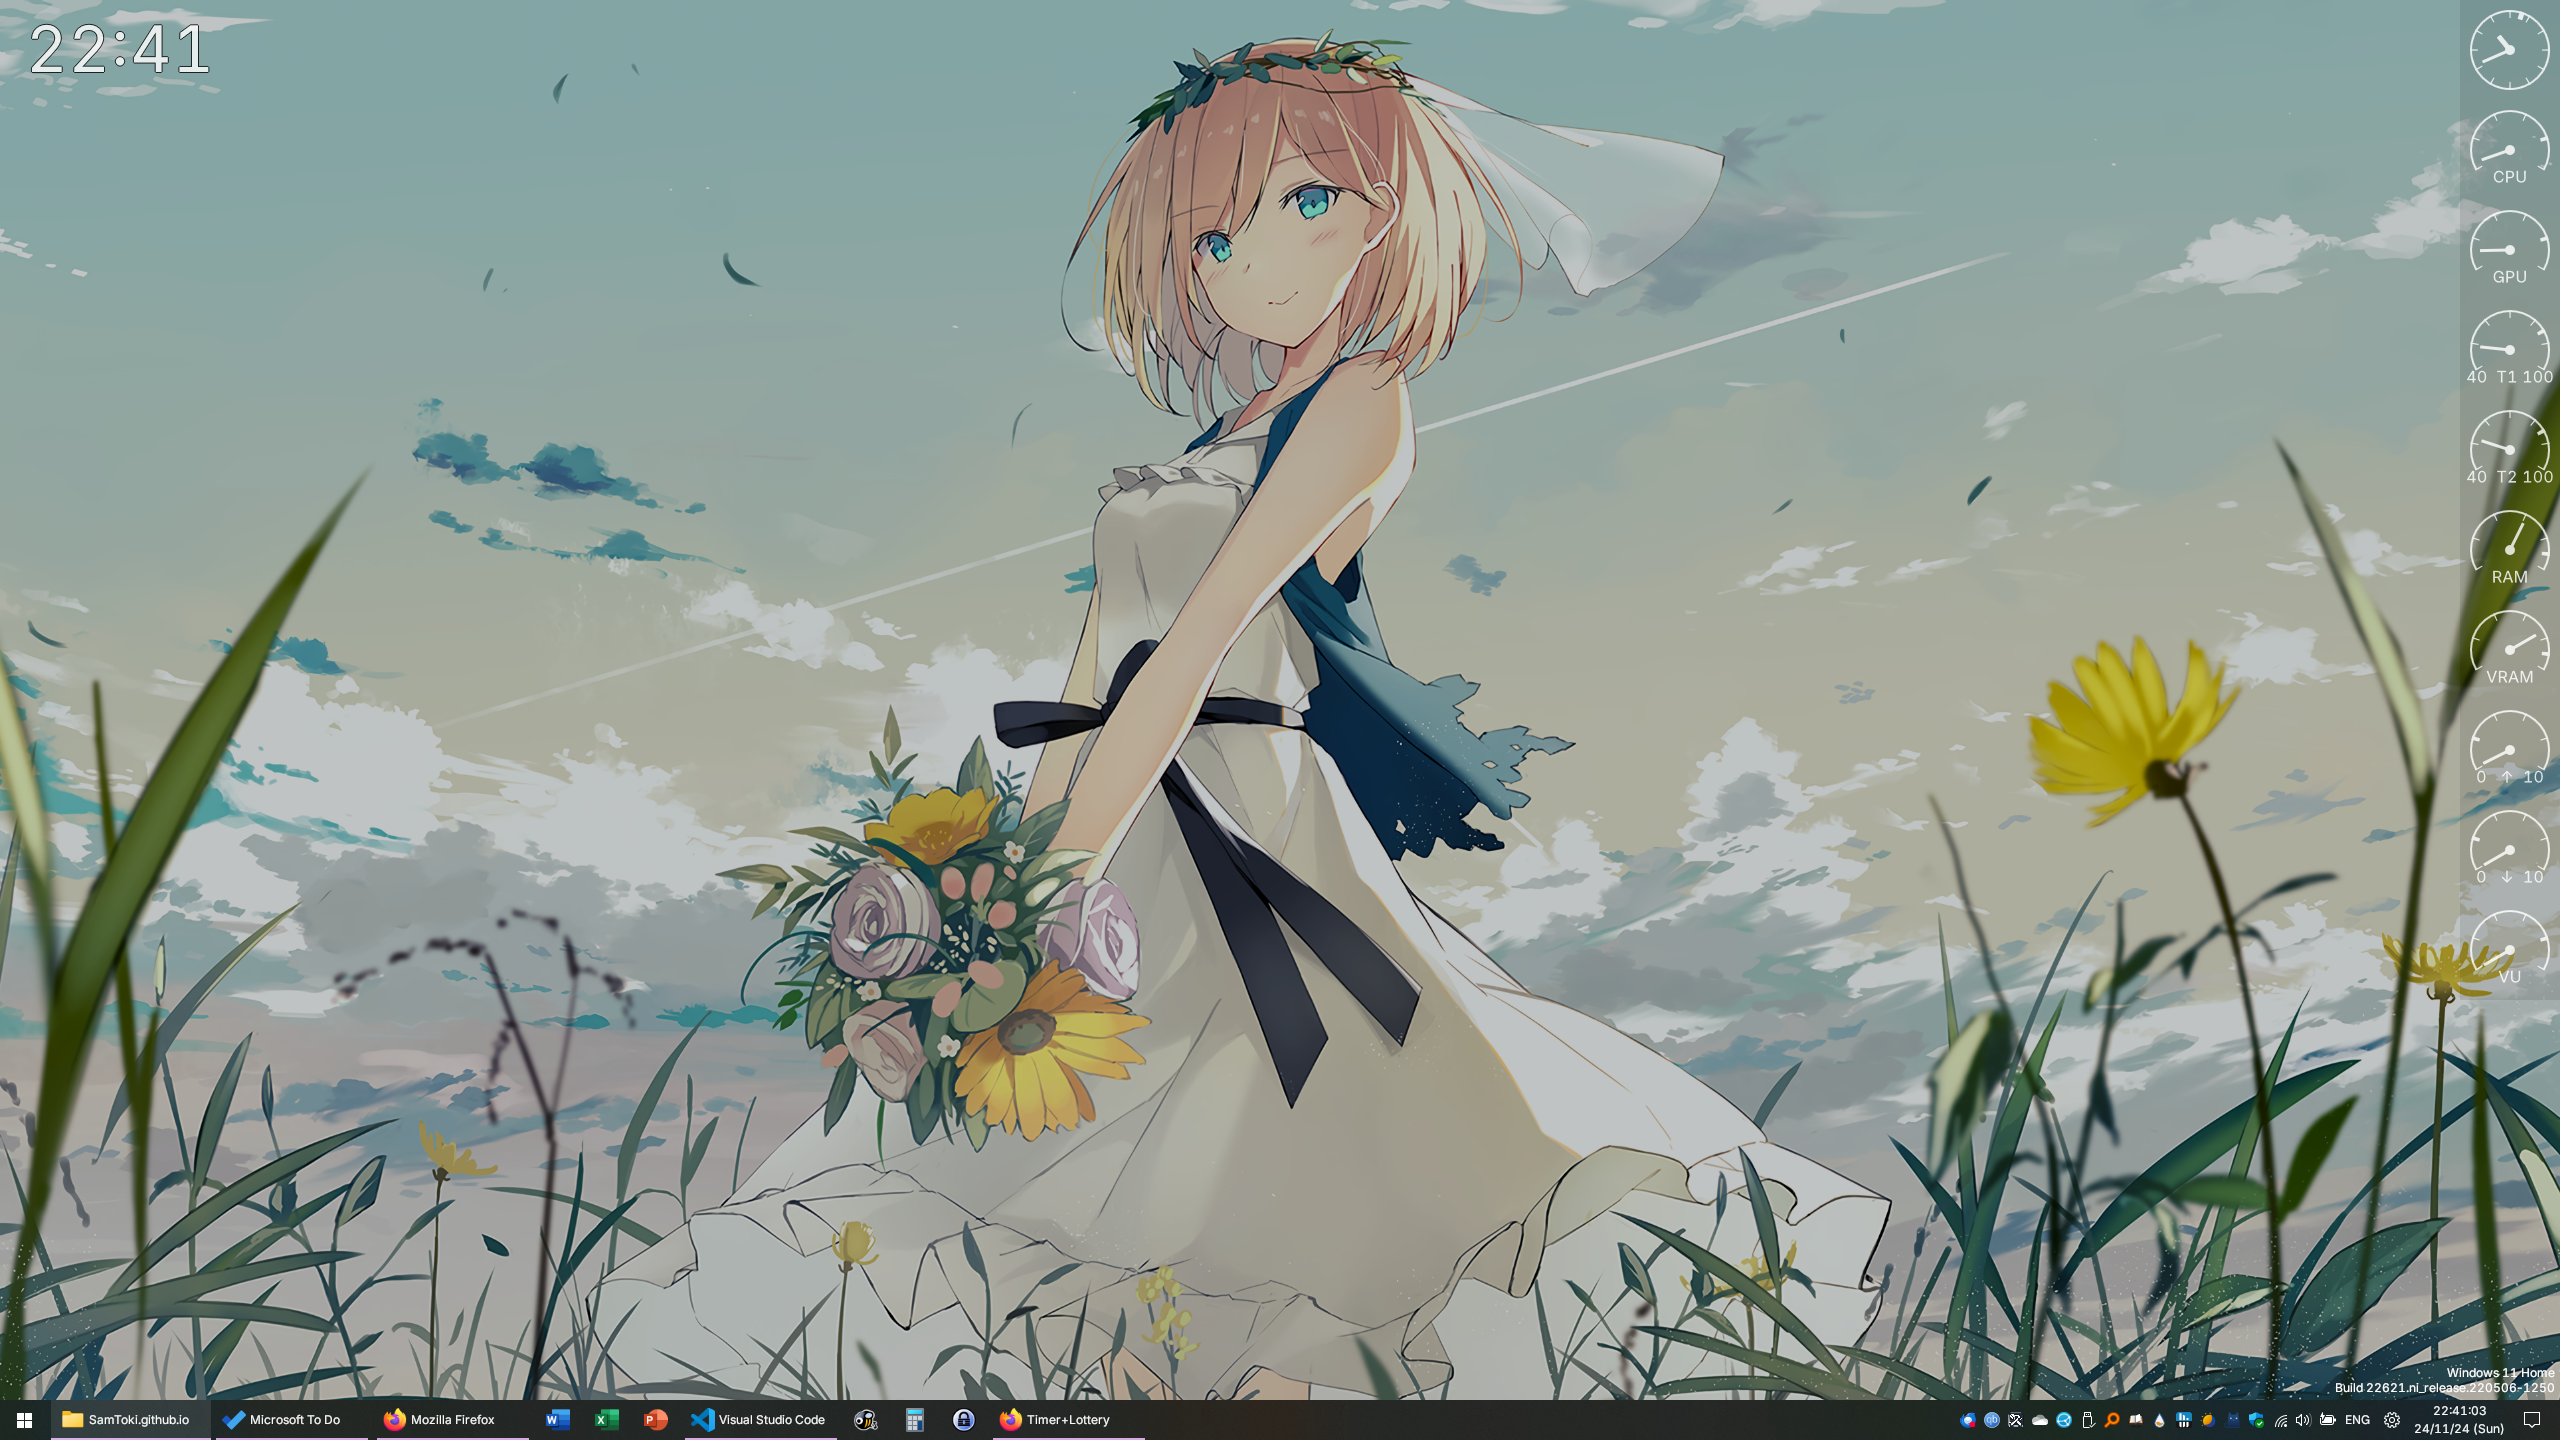 22:41
CPU
GPU
40 T1 100
40 T2 100
RAM
VRAM
0 ↑ 10
0 ↓ 10
VU
Windows 11 Home
Build 22621.ni_release.220506-1250
SamToki.github.io
Microsoft To Do
Mozilla Firefox
Visual Studio Code
Timer+Lottery
ENG
22:41:03
24/11/24 (Sun)